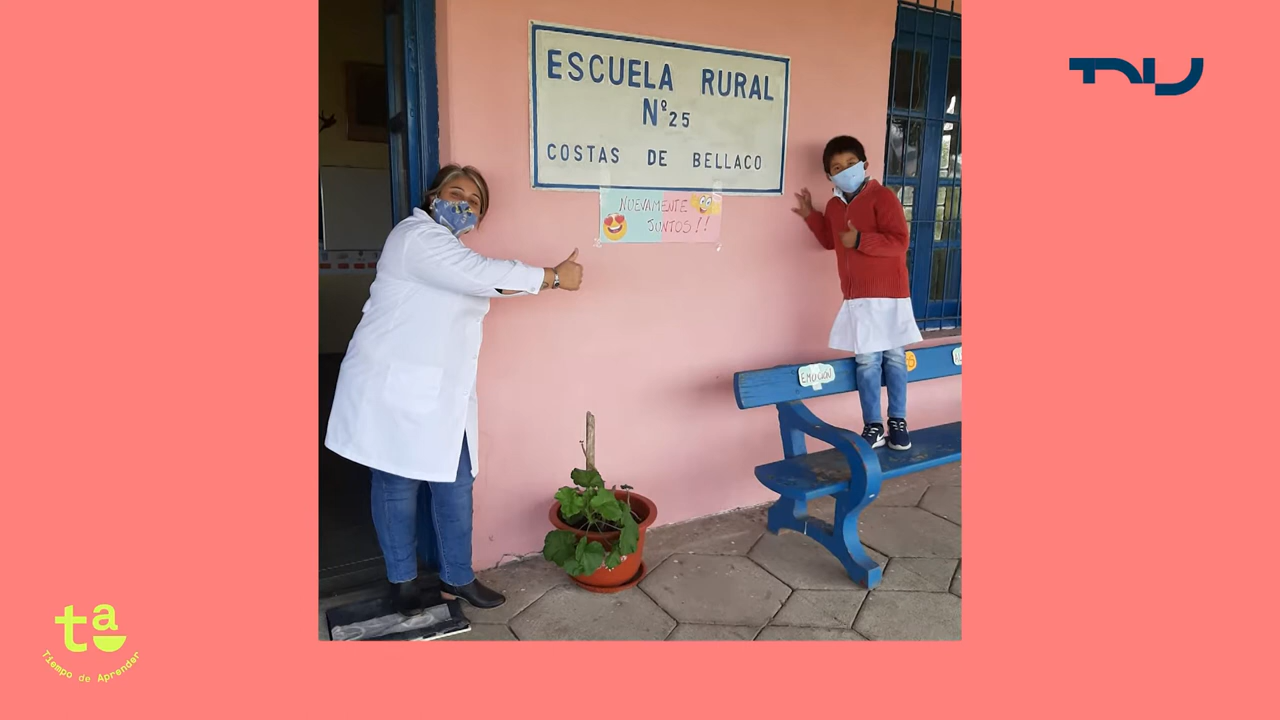 ESCUELA RURAL
Nº25
COSTAS DE BELLACO
NUEVAMENTE
JUNTOS!!
EMOCIÓN
TNU
ta
Tiempo de Aprender